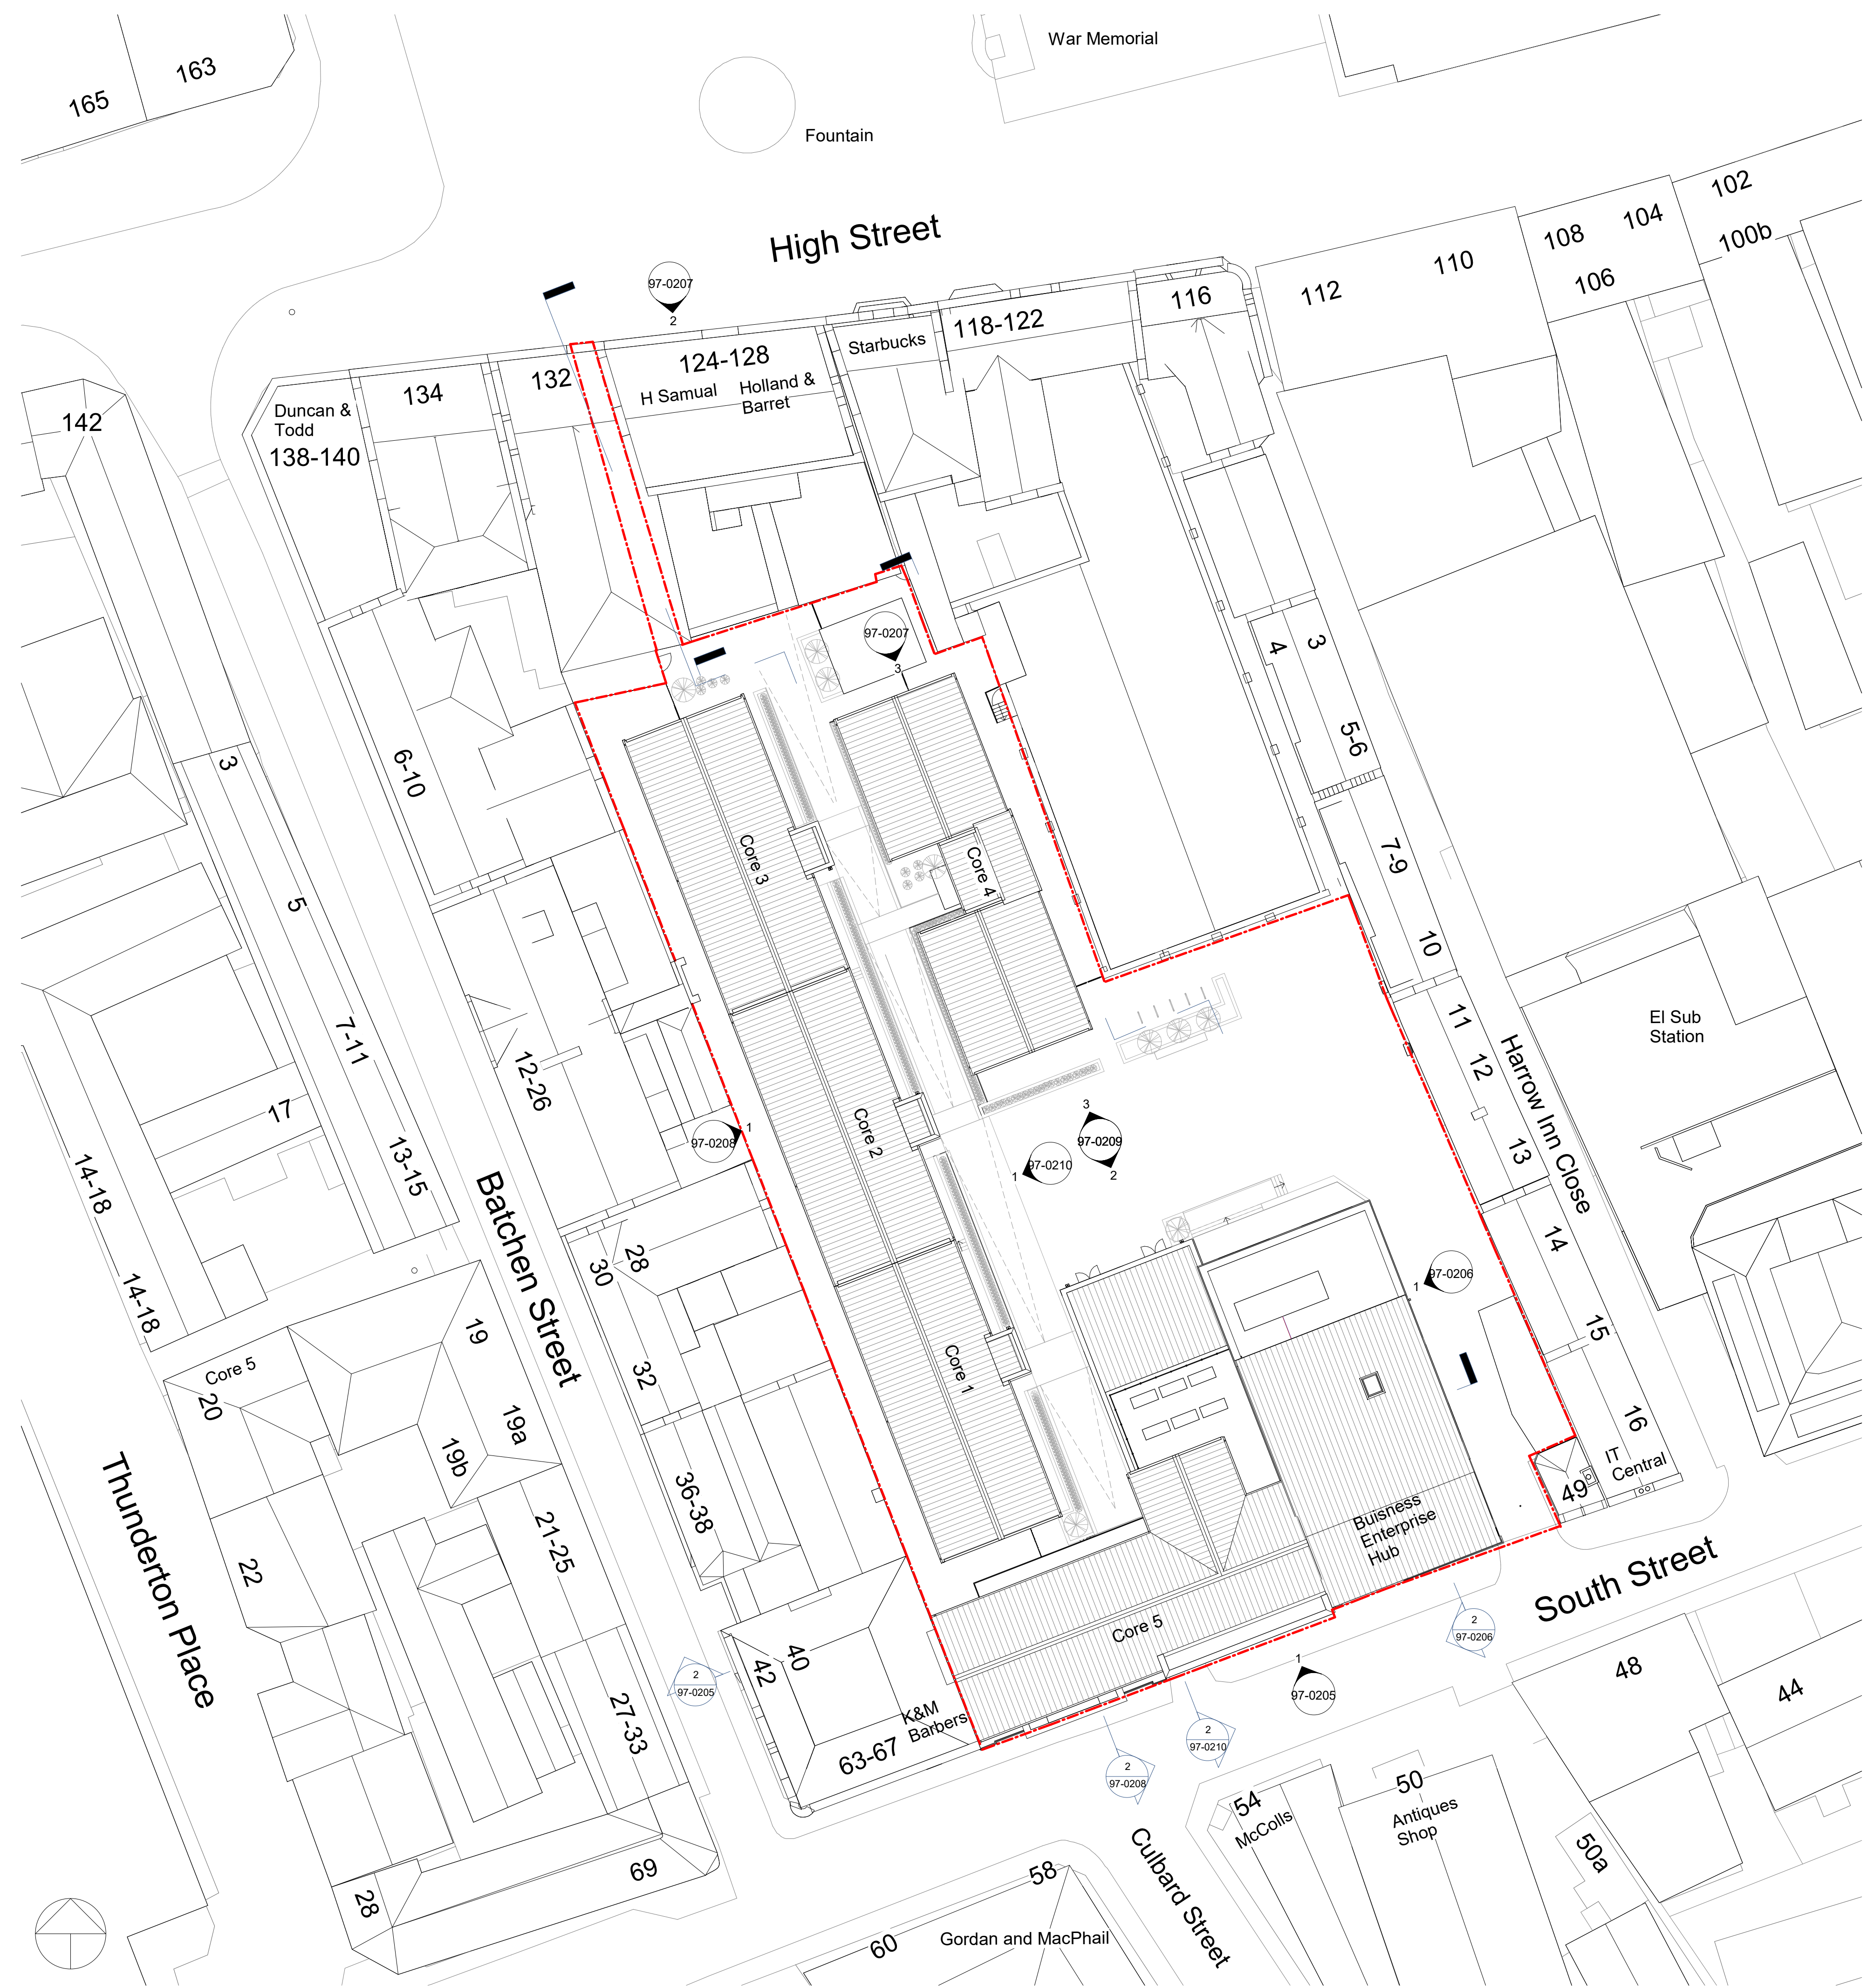 War Memorial
163
165
Fountain
High Street
102
104
108
100b
110
106
112
116
118-122
Starbucks
97-0207
2
124-128
H Samual
Holland &
Barret
132
134
Duncan &
Todd
138-140
142
97-0207
3
3
4
5-6
6-10
3
Core 3
Core 4
7-9
5
10
7-11
11
12
13
Harrow Inn Close
El Sub
Station
12-26
17
13-15
14-18
14-18
Core 2
97-0208
1
3
97-0209
2
97-0210
1
Batchen Street
14
28
30
97-0206
1
15
19
Core 5
20
32
Core 1
19a
19b
16
IT
Central
49
36-38
Buisness
Enterprise
Hub
Thunderton Place
21-25
22
South Street
Core 5
2
97-0206
40
42
2
97-0205
48
44
1
97-0205
27-33
K&M
Barbers
63-67
2
97-0210
2
97-0208
54
McColls
50
Antiques
Shop
50a
Culbard Street
69
28
58
60
Gordan and MacPhail